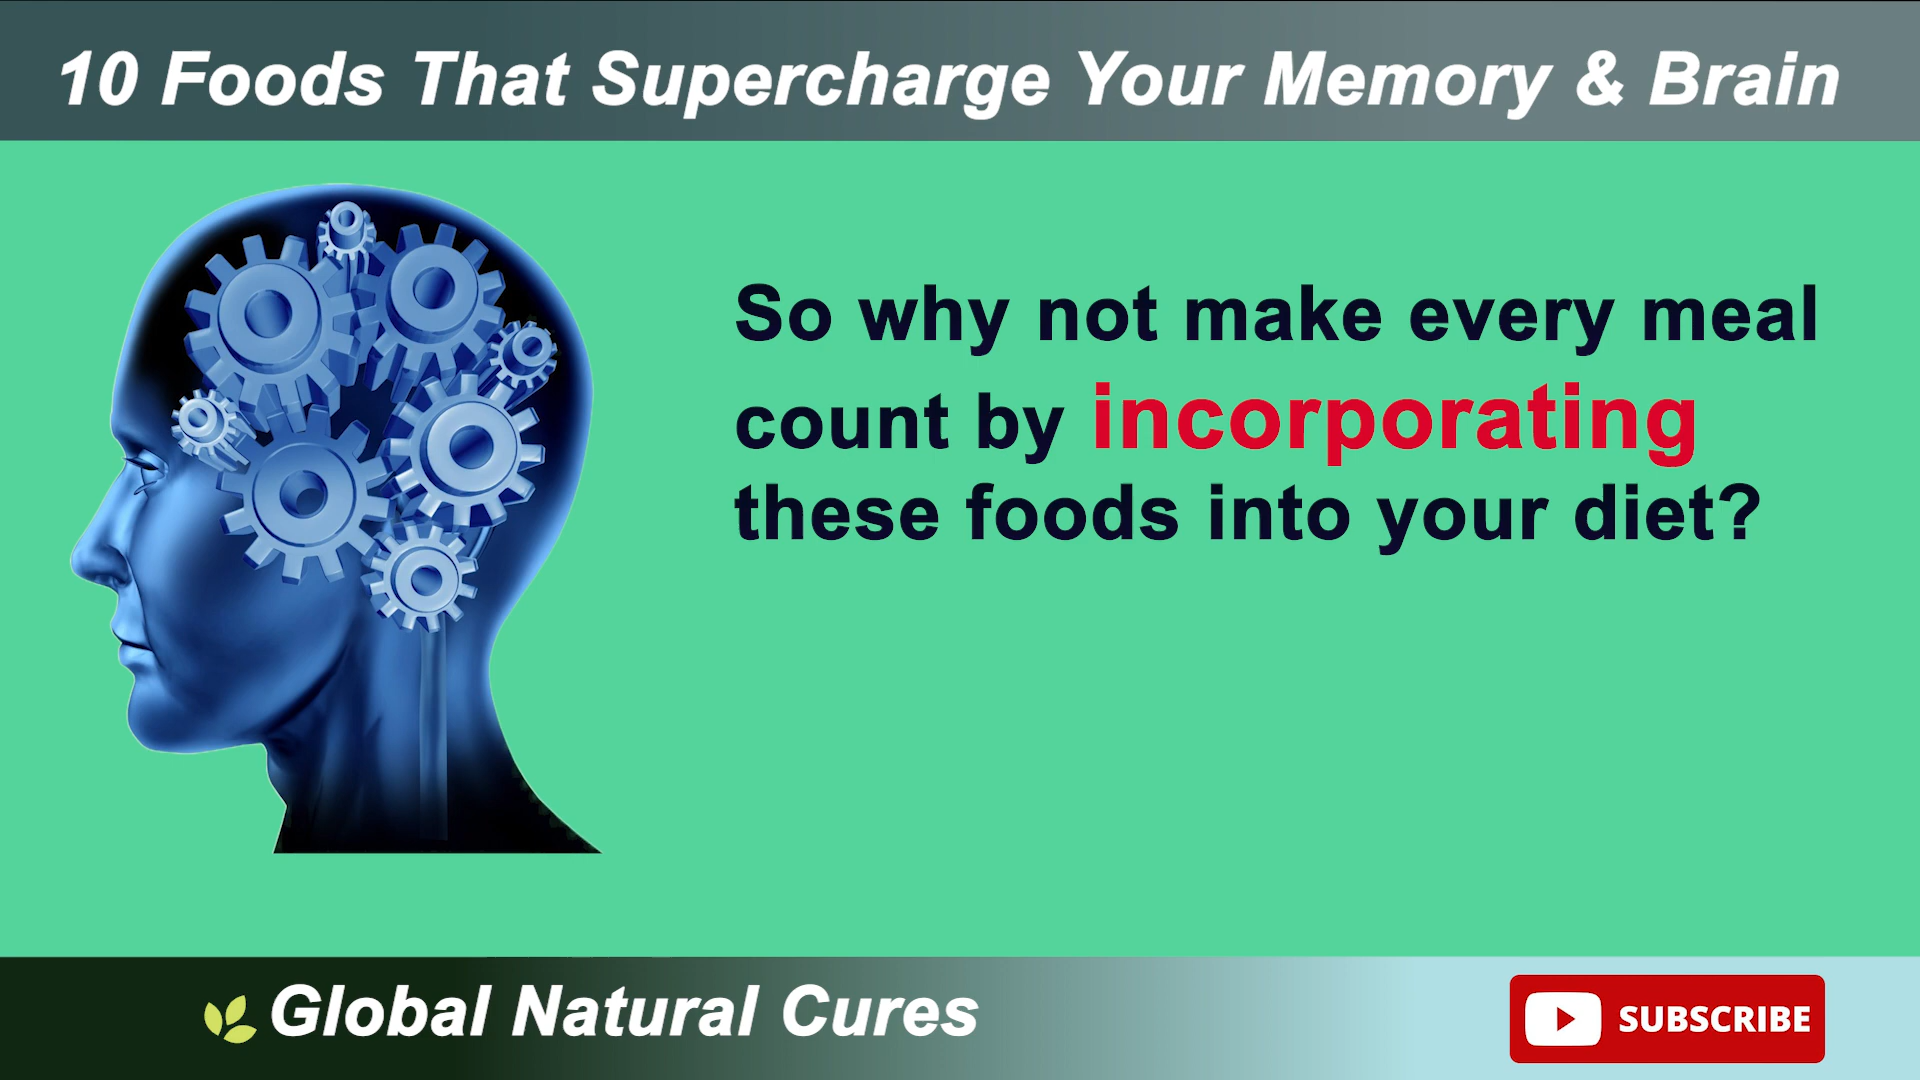 10 Foods That Supercharge Your Memory & Brain
So why not make every meal
count by incorporating
these foods into your diet?
Global Natural Cures
SUBSCRIBE